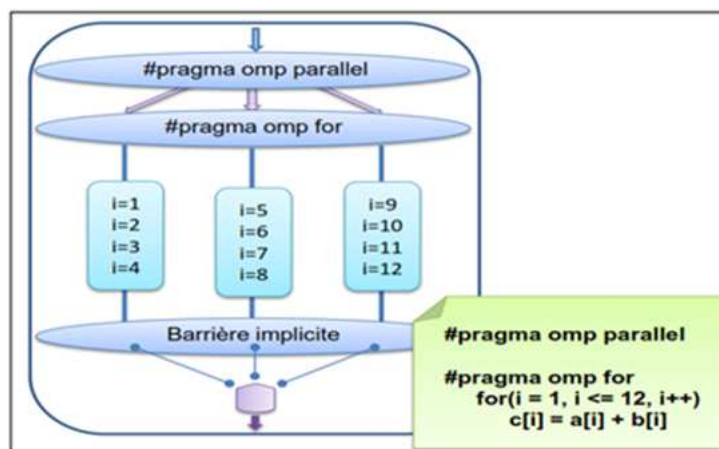 #pragma omp parallel
#pragma omp for
i=1
i=2
i=3
i=4
i=5
i=6
i=7
i=8
i=9
i=10
i=11
i=12
Barrière implicite
#pragma omp parallel
#pragma omp for
for(i = 1, i <= 12, i++)
c[i] = a[i] + b[i]